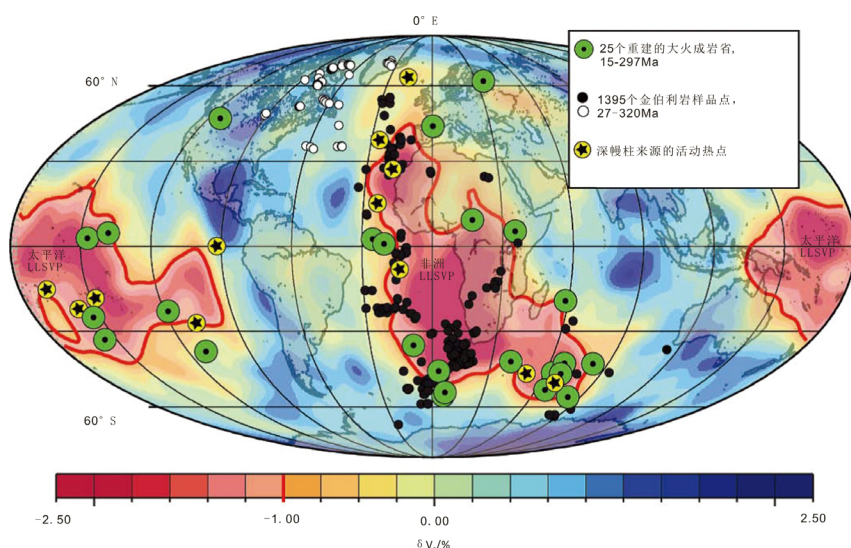 0° E
60° N
25个重建的大火成岩省,
15-297Ma
1395个金伯利岩样品点,
27-320Ma
深幔柱来源的活动热点
太平洋
LLSVP
非洲
LLSVP
太平洋
LLSVP
60° S
-2.50
-1.00
0.00
2.50
δVs/%